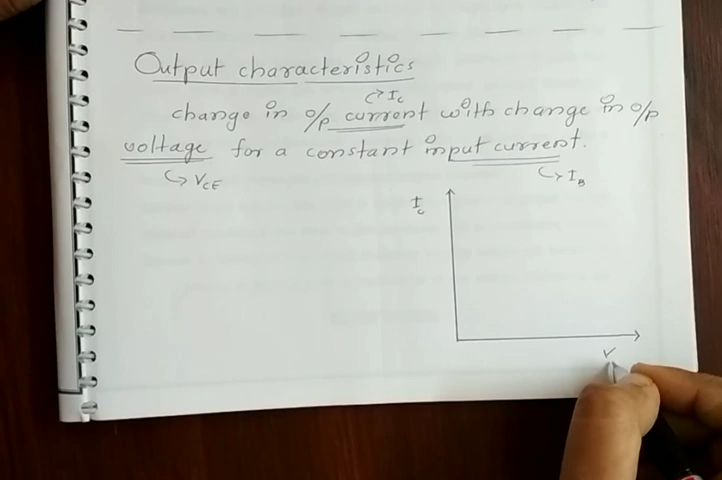 Output characteristics
↳ IC
change in o/p current with change in o/p
voltage for a constant input current.
↳ VCE
↳ IB
IC
V